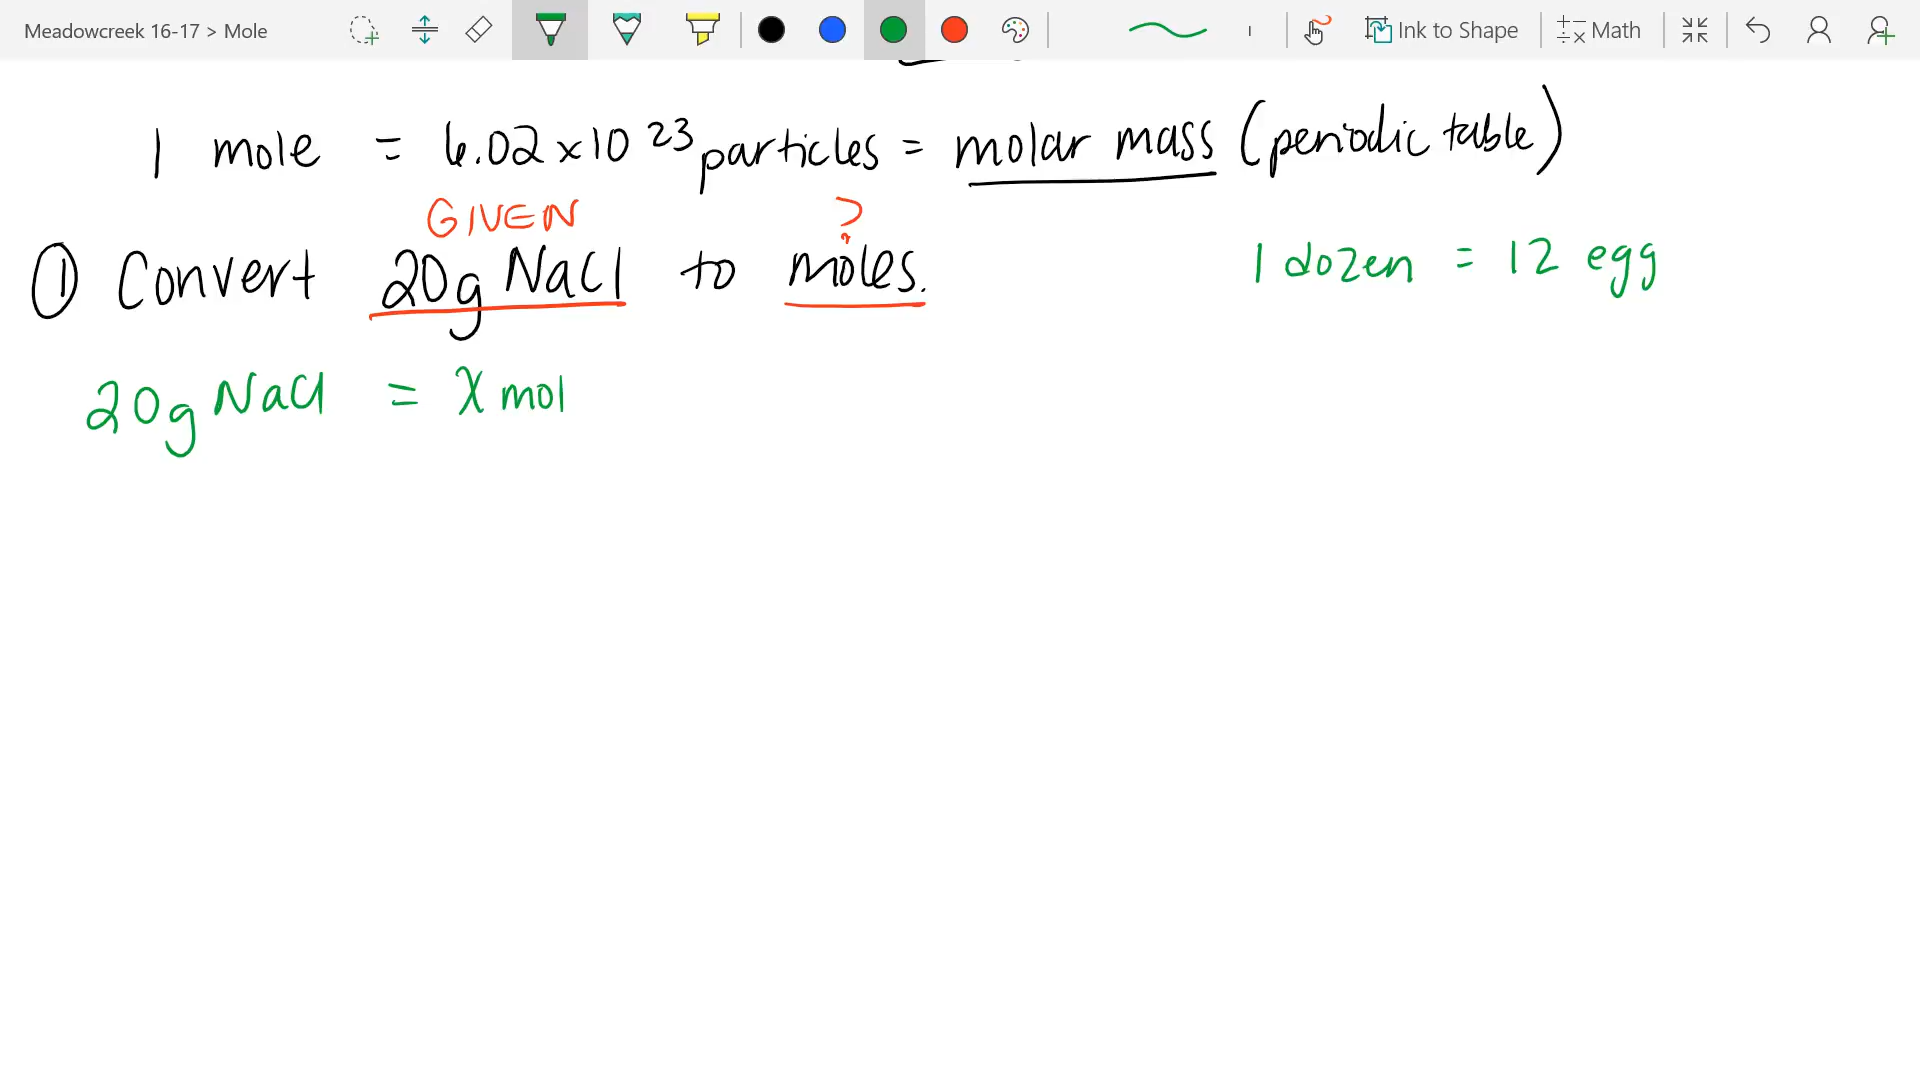 Meadowcreek 16-17 > Mole
Ink to Shape
Math
1 mole = 6.02 x 10 23 particles = molar mass (periodic table)
GIVEN ?
① Convert 20g NaCl to moles.
1 dozen = 12 egg
20g NaCl = X mol